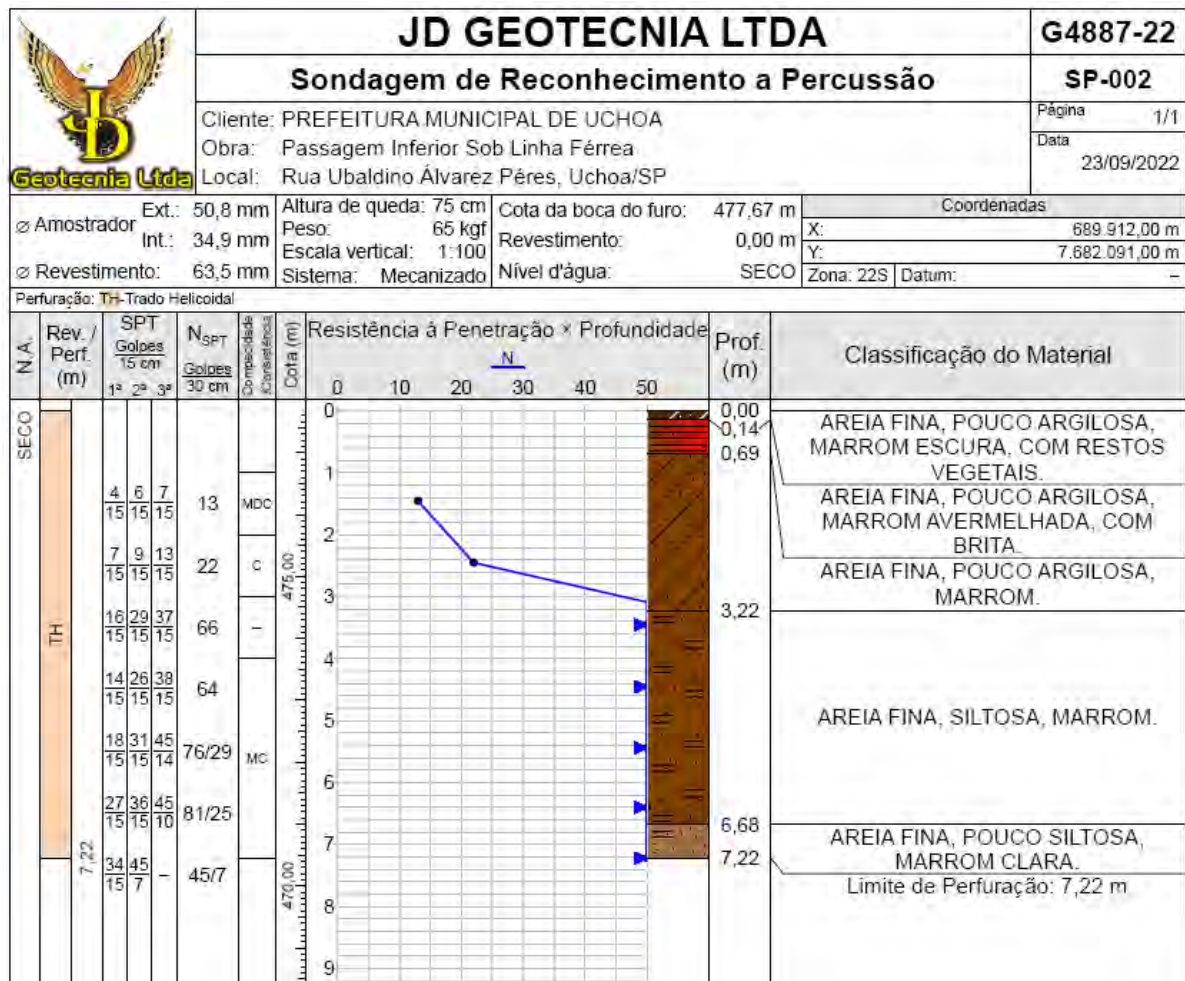 JD GEOTECNIA LTDA
G4887-22
Sondagem de Reconhecimento a Percussão
SP-002
JD
Geotecnia Ltda
Cliente: PREFEITURA MUNICIPAL DE UCHOA
Obra: Passagem Inferior Sob Linha Férrea
Local: Rua Ubaldino Álvarez Péres, Uchoa/SP
Página 1/1
Data
23/09/2022
⌀ Amostrador Ext.: 50,8 mm
Int.: 34,9 mm
⌀ Revestimento: 63,5 mm
Altura de queda: 75 cm
Peso: 65 kgf
Escala vertical: 1:100
Sistema: Mecanizado
Cota da boca do furo: 477,67 m
Revestimento: 0,00 m
Nível d'água: SECO
Coordenadas
X: 689.912,00 m
Y: 7.682.091,00 m
Zona: 22S Datum: –
Perfuração: TH-Trado Helicoidal
N.A.
Rev. / Perf. (m)
SPT
Golpes
15 cm
1ª 2ª 3ª
NSPT
Golpes
30 cm
Compacidade
/Consistência
Cota (m)
Resistência à Penetração × Profundidade
N
0 10 20 30 40 50
Prof.
(m)
Classificação do Material
SECO
TH
7,22
4/15 6/15 7/15 13 MDC
7/15 9/15 13/15 22 C
16/15 29/15 37/15 66 –
14/15 26/15 38/15 64
18/15 31/15 45/14 76/29 MC
27/15 36/15 45/10 81/25
34/15 45/7 – 45/7
475,00
470,00
0
1
2
3
4
5
6
7
8
9
0,00
0,14
0,69
3,22
6,68
7,22
AREIA FINA, POUCO ARGILOSA,
MARROM ESCURA, COM RESTOS
VEGETAIS.
AREIA FINA, POUCO ARGILOSA,
MARROM AVERMELHADA, COM
BRITA.
AREIA FINA, POUCO ARGILOSA,
MARROM.
AREIA FINA, SILTOSA, MARROM.
AREIA FINA, POUCO SILTOSA,
MARROM CLARA.
Limite de Perfuração: 7,22 m